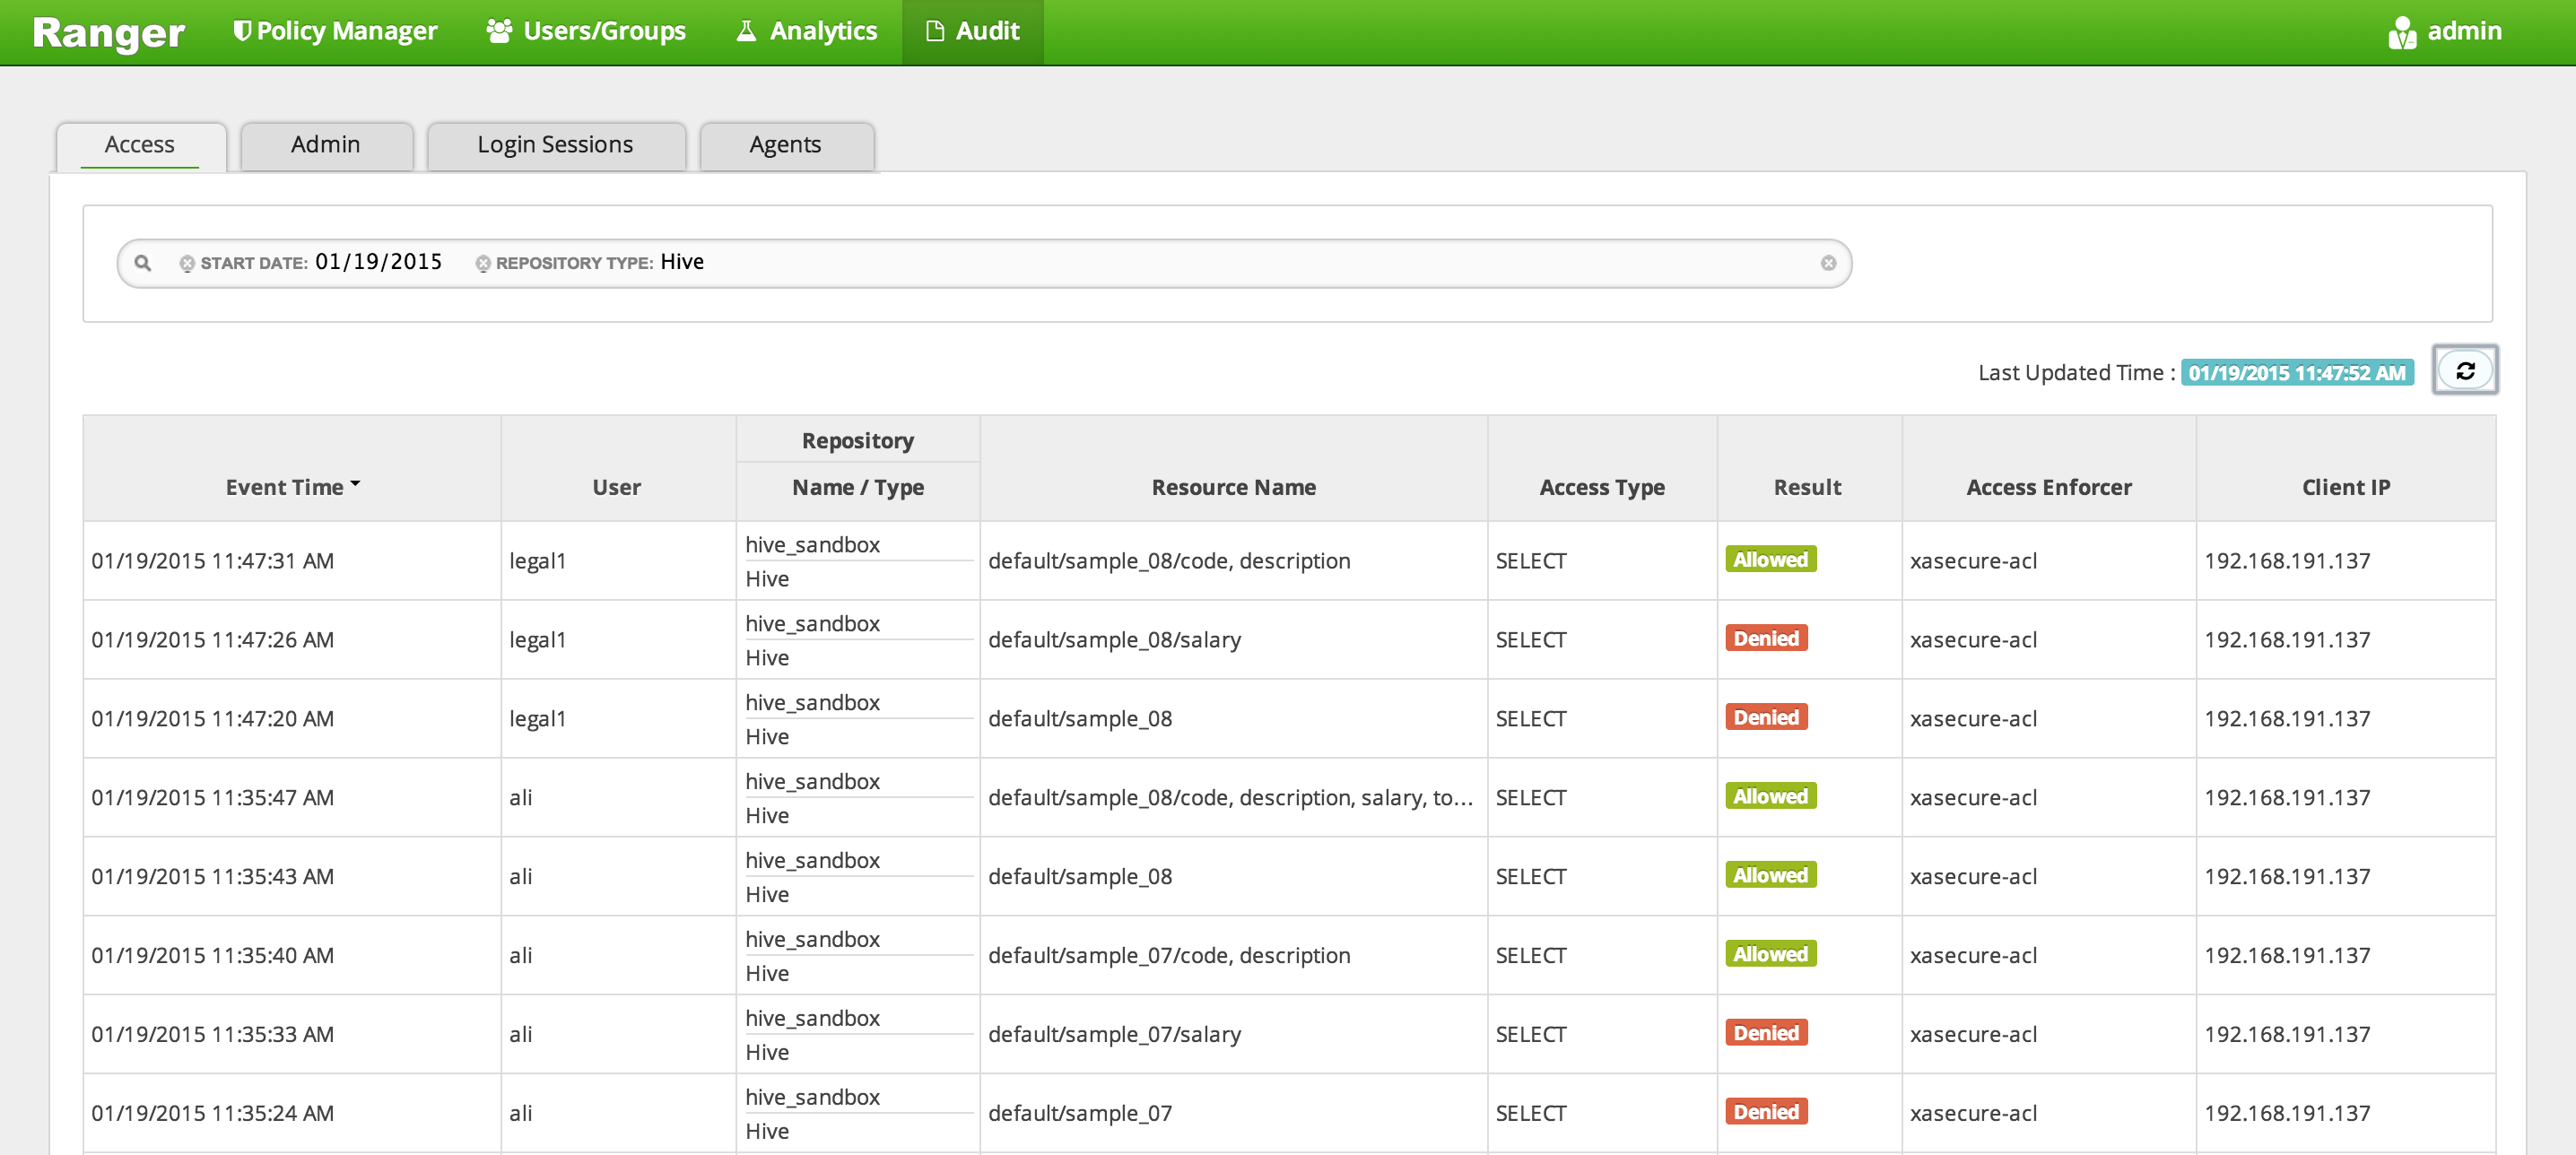 Ranger Policy Manager Users/Groups Analytics Audit admin
Access Admin Login Sessions Agents
START DATE: 01/19/2015 REPOSITORY TYPE: Hive
Last Updated Time : 01/19/2015 11:47:52 AM
Repository
Event Time User Name / Type Resource Name Access Type Result Access Enforcer Client IP
01/19/2015 11:47:31 AM legal1 hive_sandbox Hive default/sample_08/code, description SELECT Allowed xasecure-acl 192.168.191.137
01/19/2015 11:47:26 AM legal1 hive_sandbox Hive default/sample_08/salary SELECT Denied xasecure-acl 192.168.191.137
01/19/2015 11:47:20 AM legal1 hive_sandbox Hive default/sample_08 SELECT Denied xasecure-acl 192.168.191.137
01/19/2015 11:35:47 AM ali hive_sandbox Hive default/sample_08/code, description, salary, to... SELECT Allowed xasecure-acl 192.168.191.137
01/19/2015 11:35:43 AM ali hive_sandbox Hive default/sample_08 SELECT Allowed xasecure-acl 192.168.191.137
01/19/2015 11:35:40 AM ali hive_sandbox Hive default/sample_07/code, description SELECT Allowed xasecure-acl 192.168.191.137
01/19/2015 11:35:33 AM ali hive_sandbox Hive default/sample_07/salary SELECT Denied xasecure-acl 192.168.191.137
01/19/2015 11:35:24 AM ali hive_sandbox Hive default/sample_07 SELECT Denied xasecure-acl 192.168.191.137